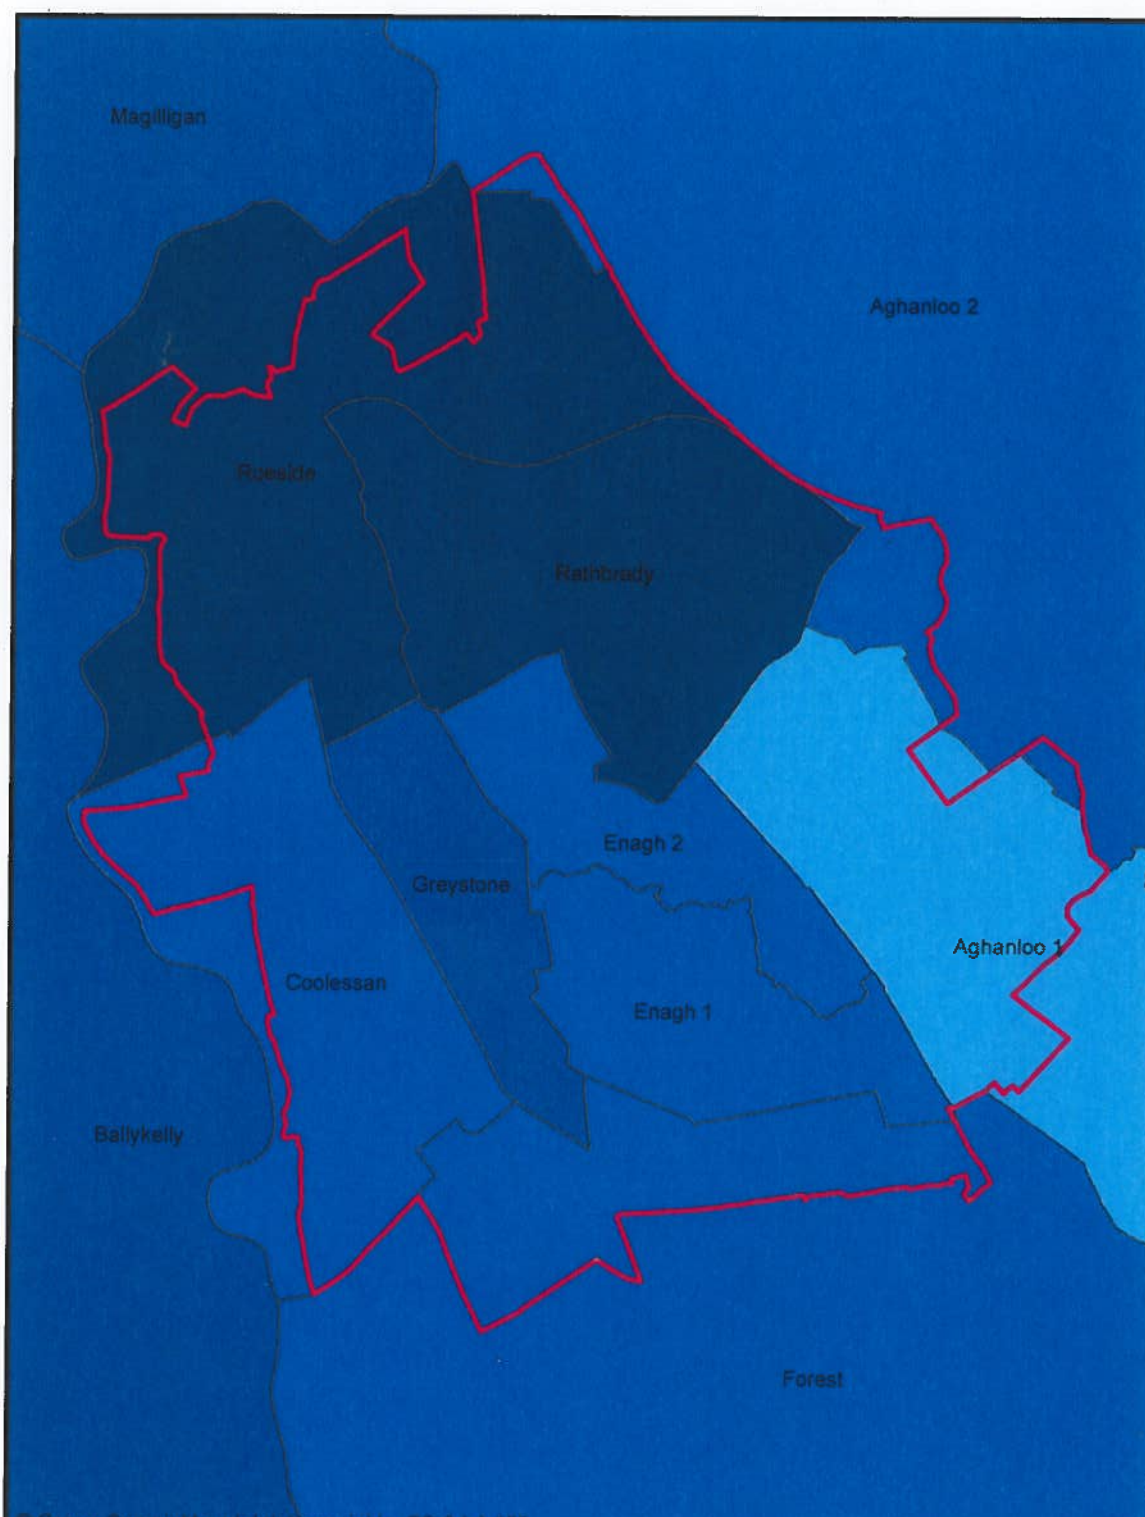 Magilligan
Aghanloo 2
Roeside
Rathbrady
Enagh 2
Greystone
Aghanloo 1
Coolessan
Enagh 1
Ballykelly
Forest